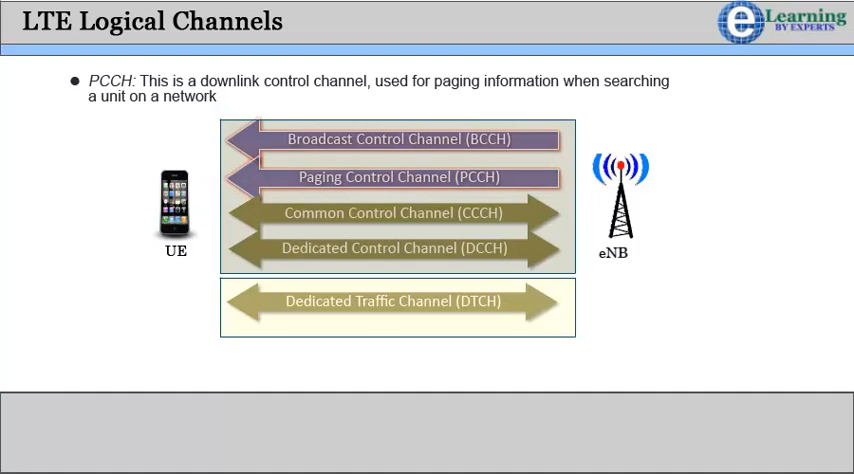 LTE Logical Channels
e Learning
BY EXPERTS
● PCCH: This is a downlink control channel, used for paging information when searching
a unit on a network
Broadcast Control Channel (BCCH)
Paging Control Channel (PCCH)
Common Control Channel (CCCH)
Dedicated Control Channel (DCCH)
UE
eNB
Dedicated Traffic Channel (DTCH)